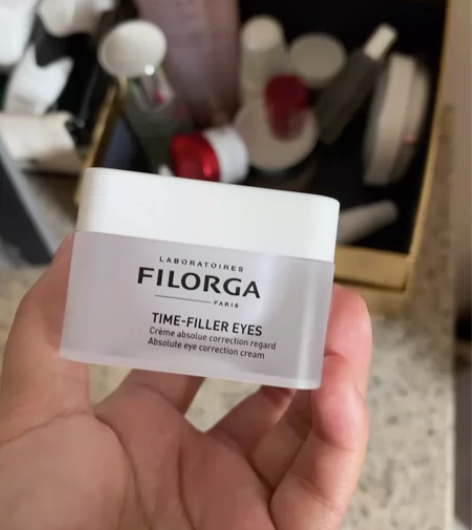 LABORATOIRES
FILORGA
PARIS
TIME-FILLER EYES
Crème absolue correction regard
Absolute eye correction cream